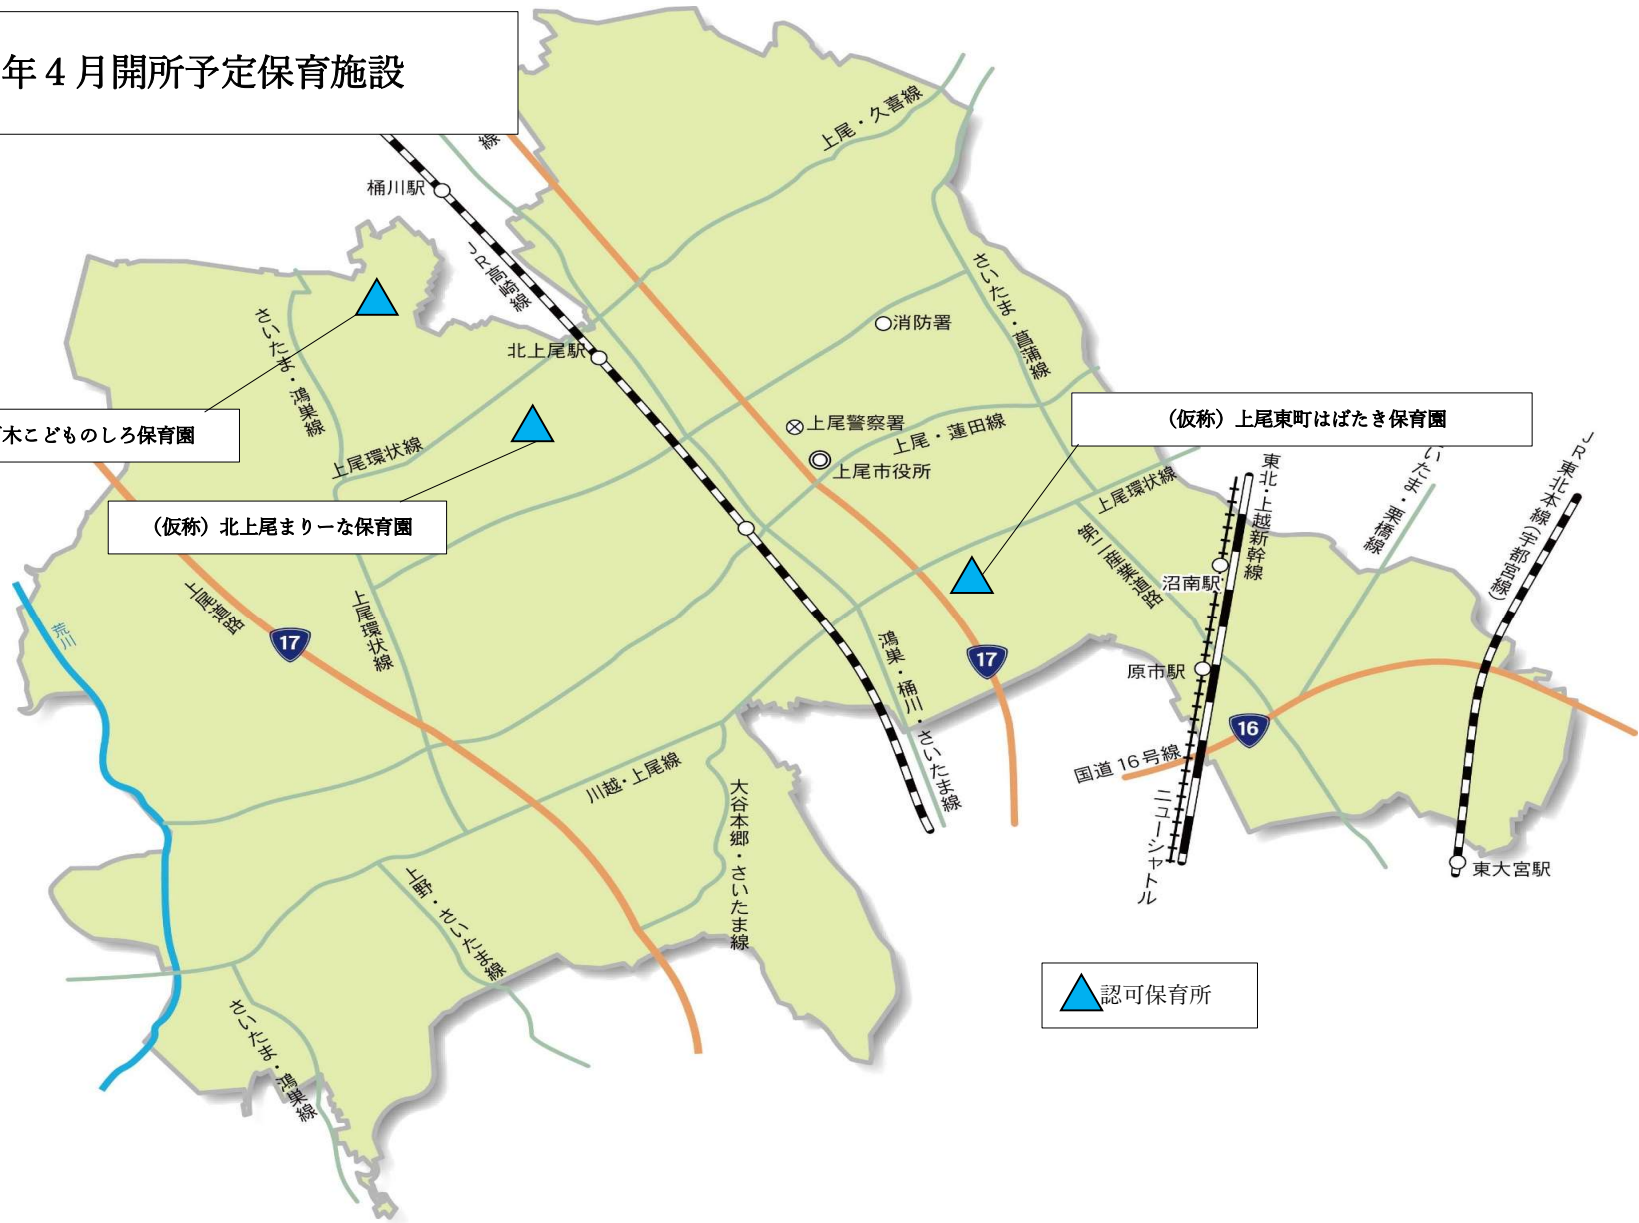 年４月開所予定保育施設
線
上尾・久喜線
桶川駅
JR高崎線
さいたま・菖蒲線
さいたま・鴻巣線
消防署
北上尾駅
木こどものしろ保育園
上尾環状線
上尾警察署
上尾・蓮田線
上尾市役所
（仮称）上尾東町はばたき保育園
（仮称）北上尾まりーな保育園
上尾環状線
東北・上越新幹線
いたま・栗橋線
JR東北本線(宇都宮線)
第二産業道路
沼南駅
荒川
上尾道路
17
上尾環状線
鴻巣・桶川・さいたま線
17
原市駅
16
国道16号線
川越・上尾線
大谷本郷・さいたま線
ニューシャトル
東大宮駅
上野・さいたま線
さいたま・鴻巣線
認可保育所